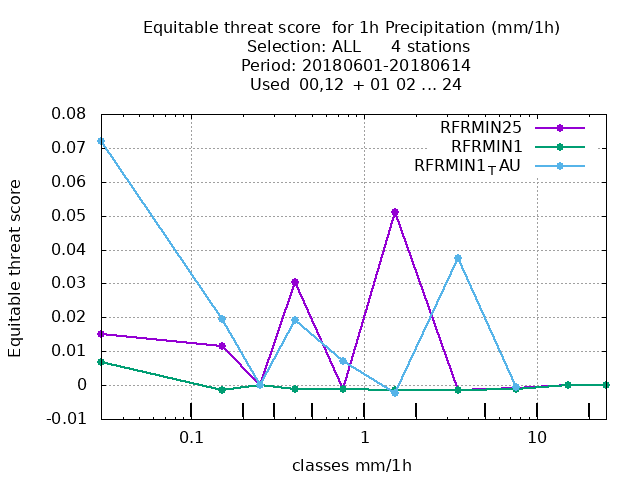 Equitable threat score  for 1h Precipitation (mm/1h)
Selection: ALL      4 stations
Period: 20180601-20180614
Used  00,12  + 01 02 ... 24
RFRMIN25
RFRMIN1
RFRMIN1TAU
Equitable threat score
0.08
0.07
0.06
0.05
0.04
0.03
0.02
0.01
0
-0.01
0.1 1 10
classes mm/1h